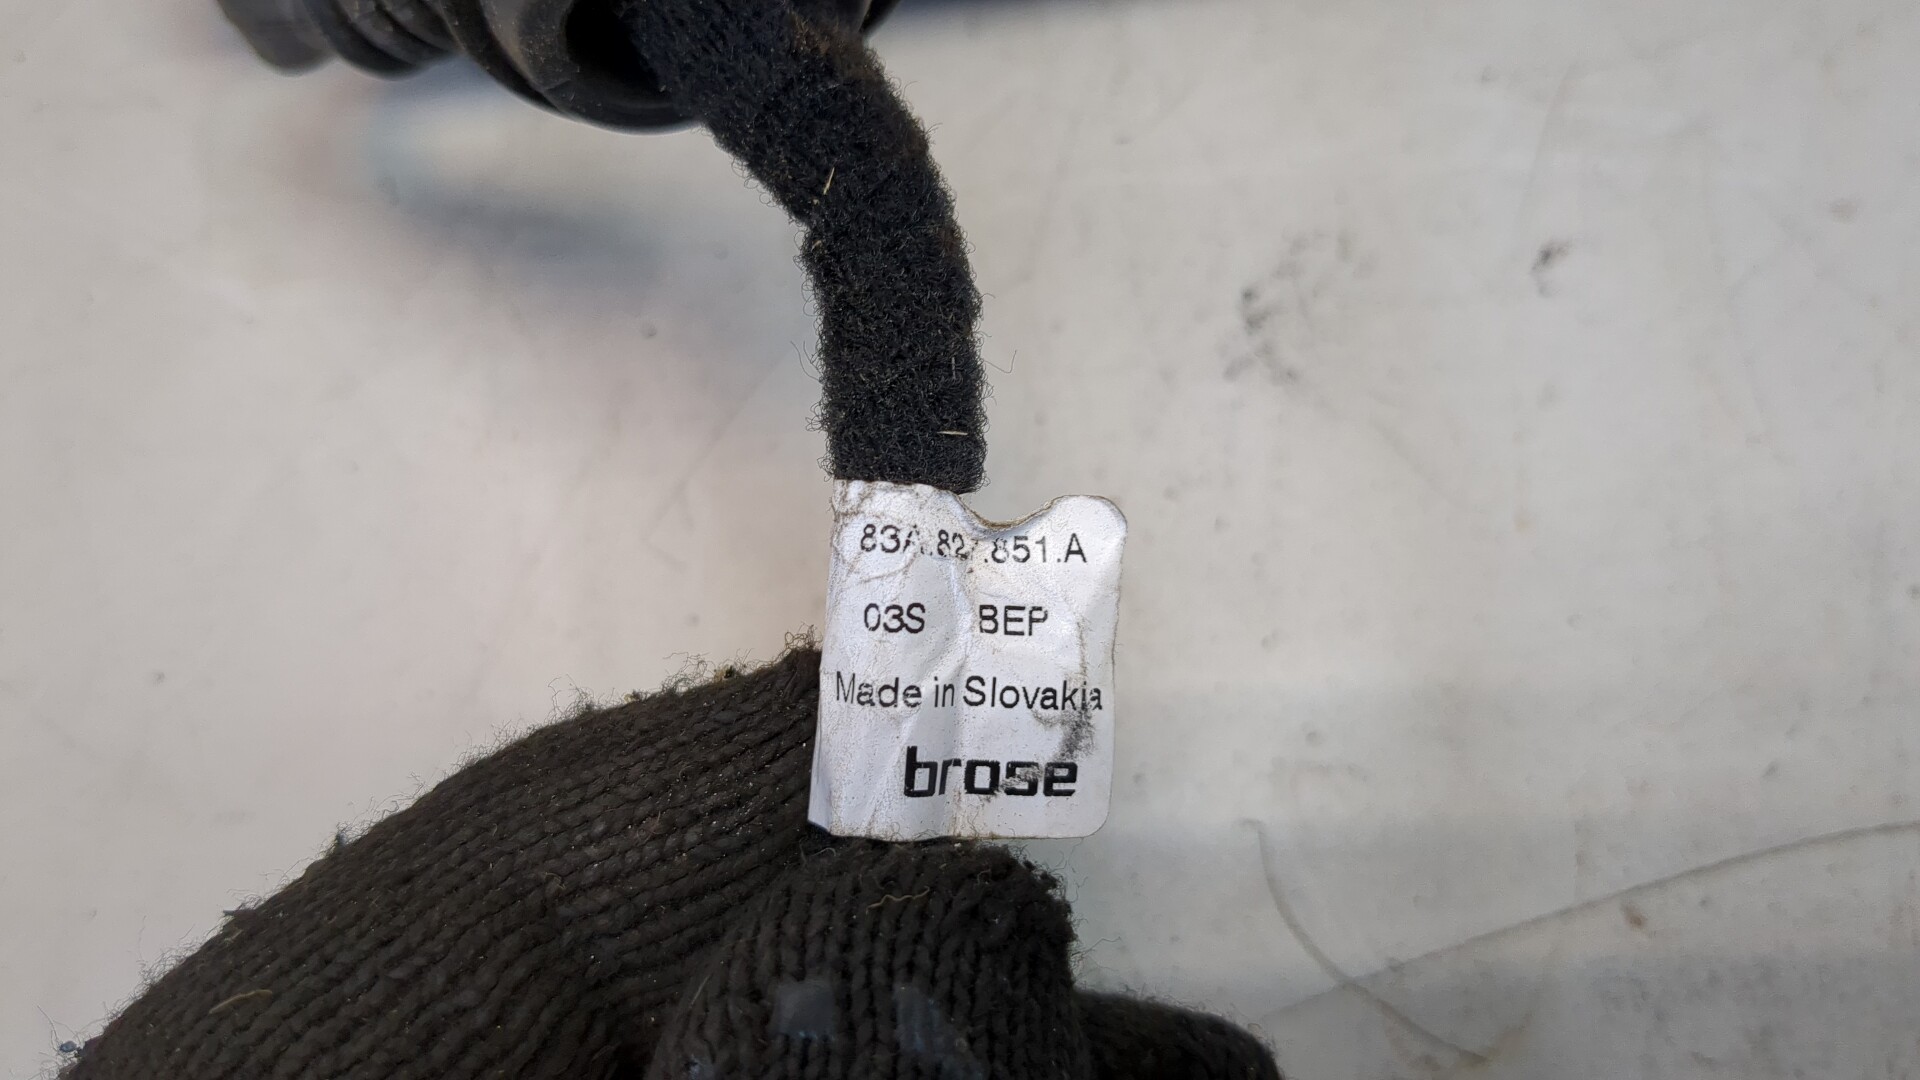 83A.827.851.A
03S BEP
Made in Slovakia
brose